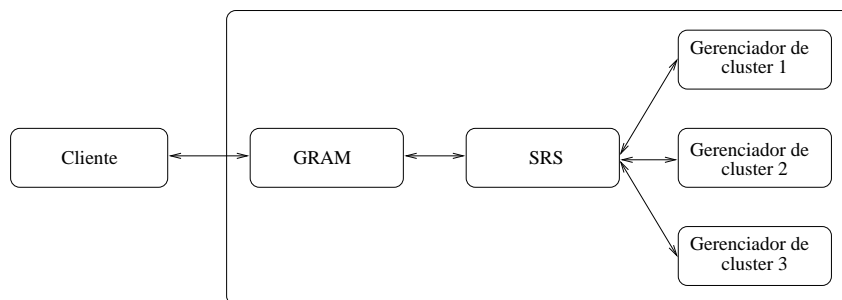 Cliente
GRAM
SRS
Gerenciador de
cluster 1
Gerenciador de
cluster 2
Gerenciador de
cluster 3